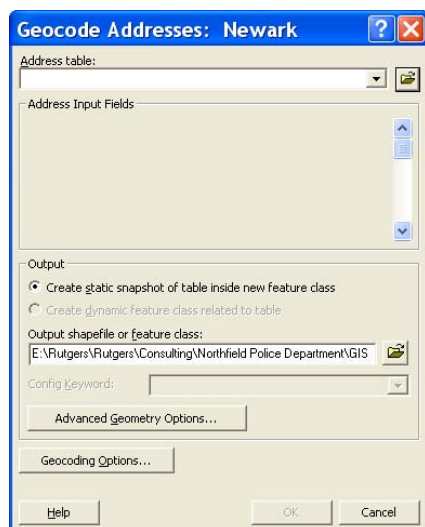 Geocode Addresses: Newark
Address table:
Address Input Fields
Output
Create static snapshot of table inside new feature class
Create dynamic feature class related to table
Output shapefile or feature class:
E:\Rutgers\Rutgers\Consulting\Northfield Police Department\GIS
Config Keyword:
Advanced Geometry Options...
Geocoding Options...
Help OK Cancel